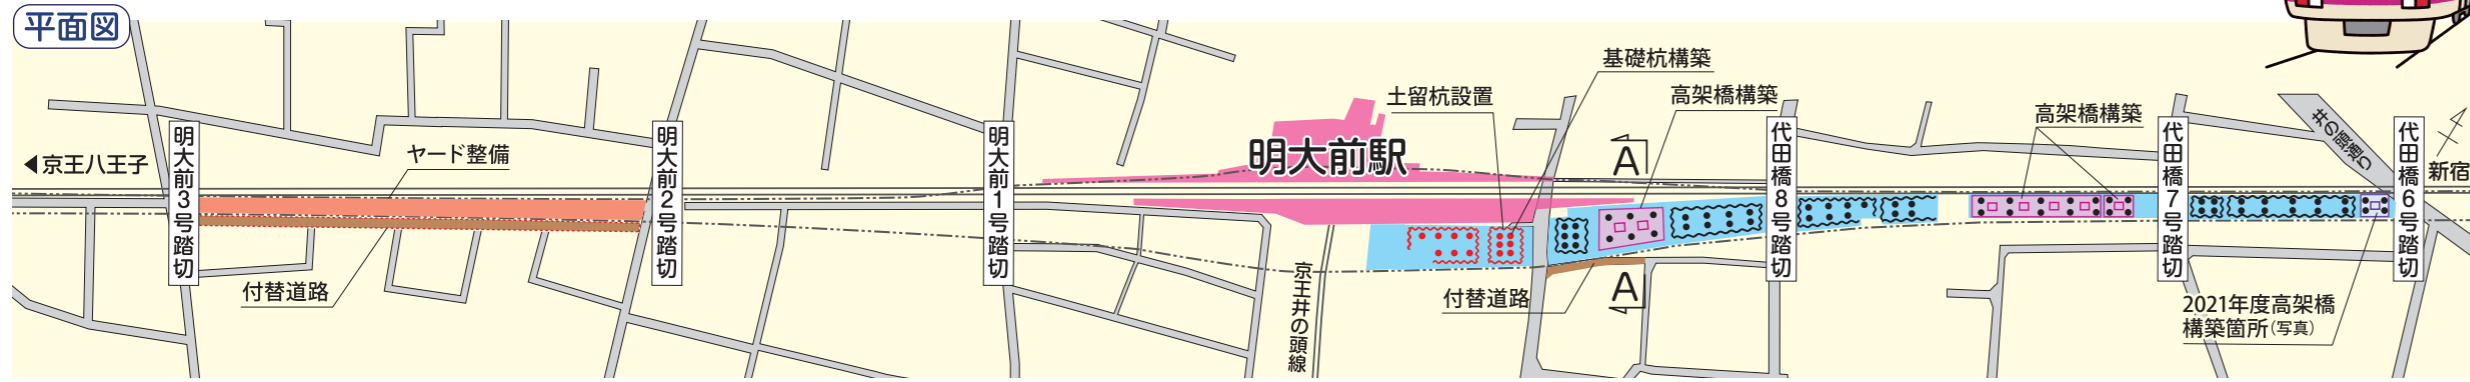 平面図
基礎杭構築
土留杭設置
高架橋構築
高架橋構築
明大前3号踏切
明大前2号踏切
明大前1号踏切
明大前駅
A
代田橋8号踏切
代田橋7号踏切
井の頭通り
代田橋6号踏切
◀京王八王子
ヤード整備
新宿
付替道路
京王井の頭線
付替道路
A
2021年度高架橋
構築箇所(写真)